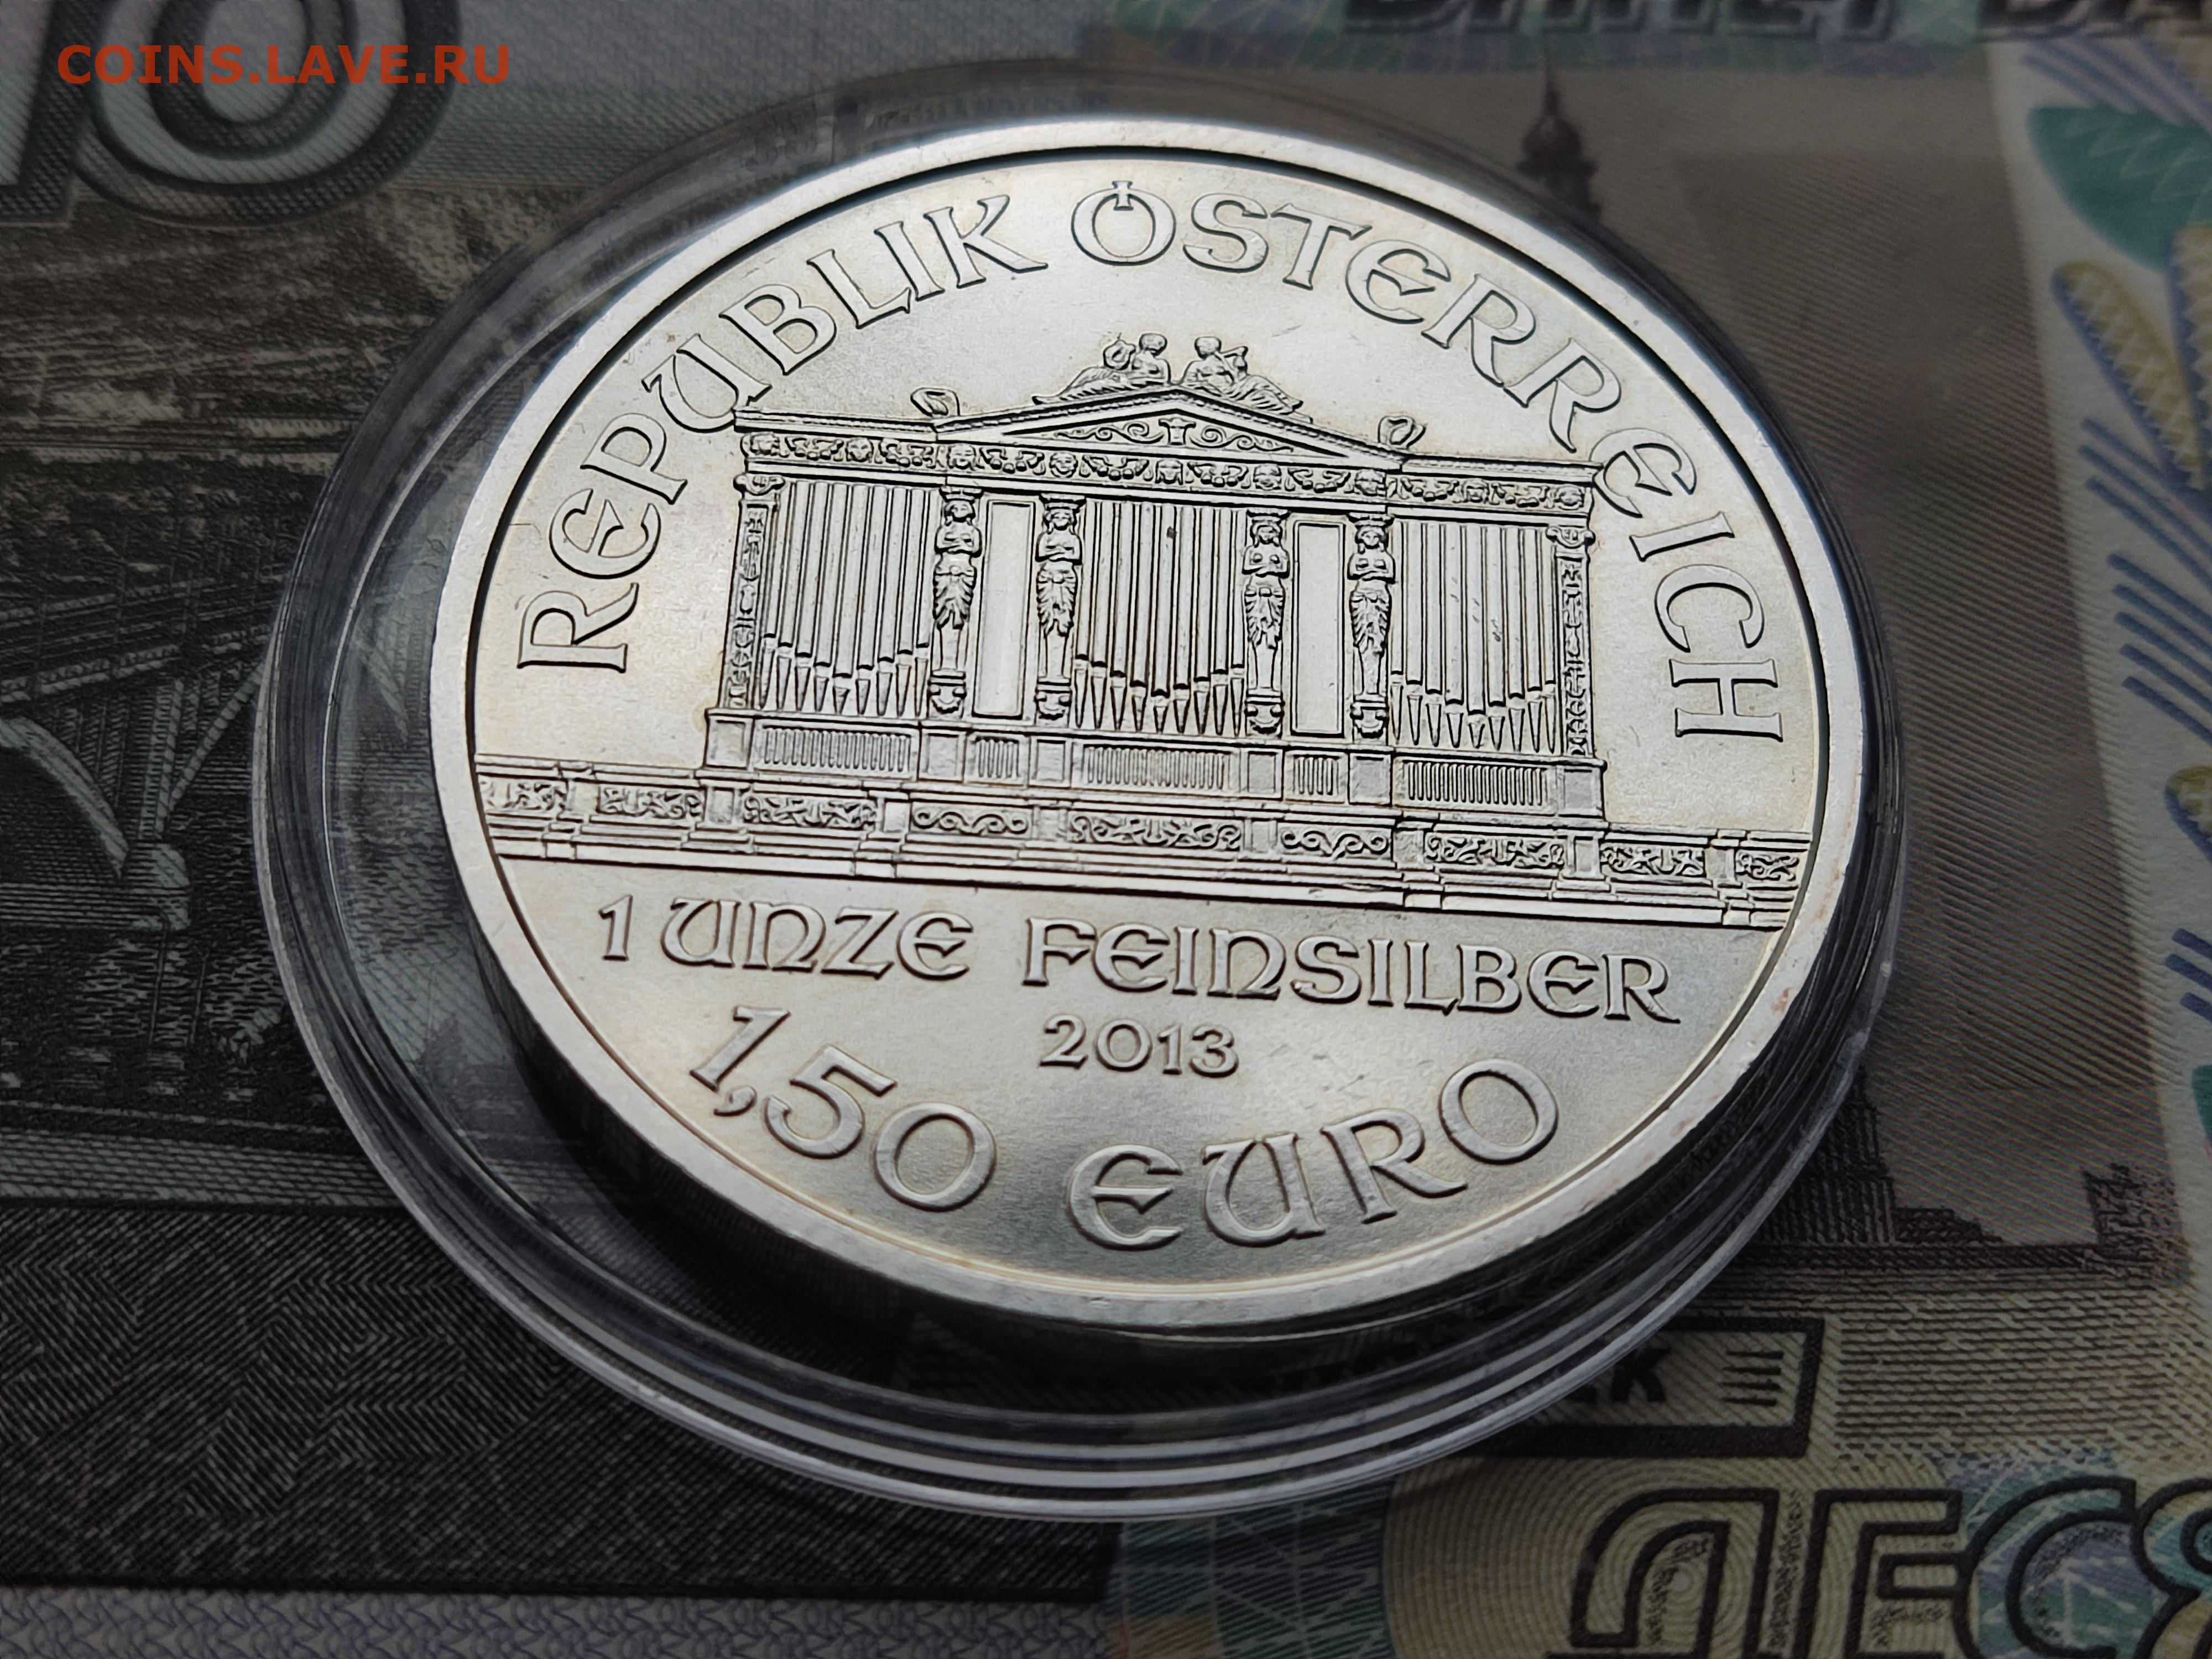 COINS.LAVE.RU
REPUBLIK ÖSTERREICH
1 UNZE FEINSILBER
2013
1,50 EURO